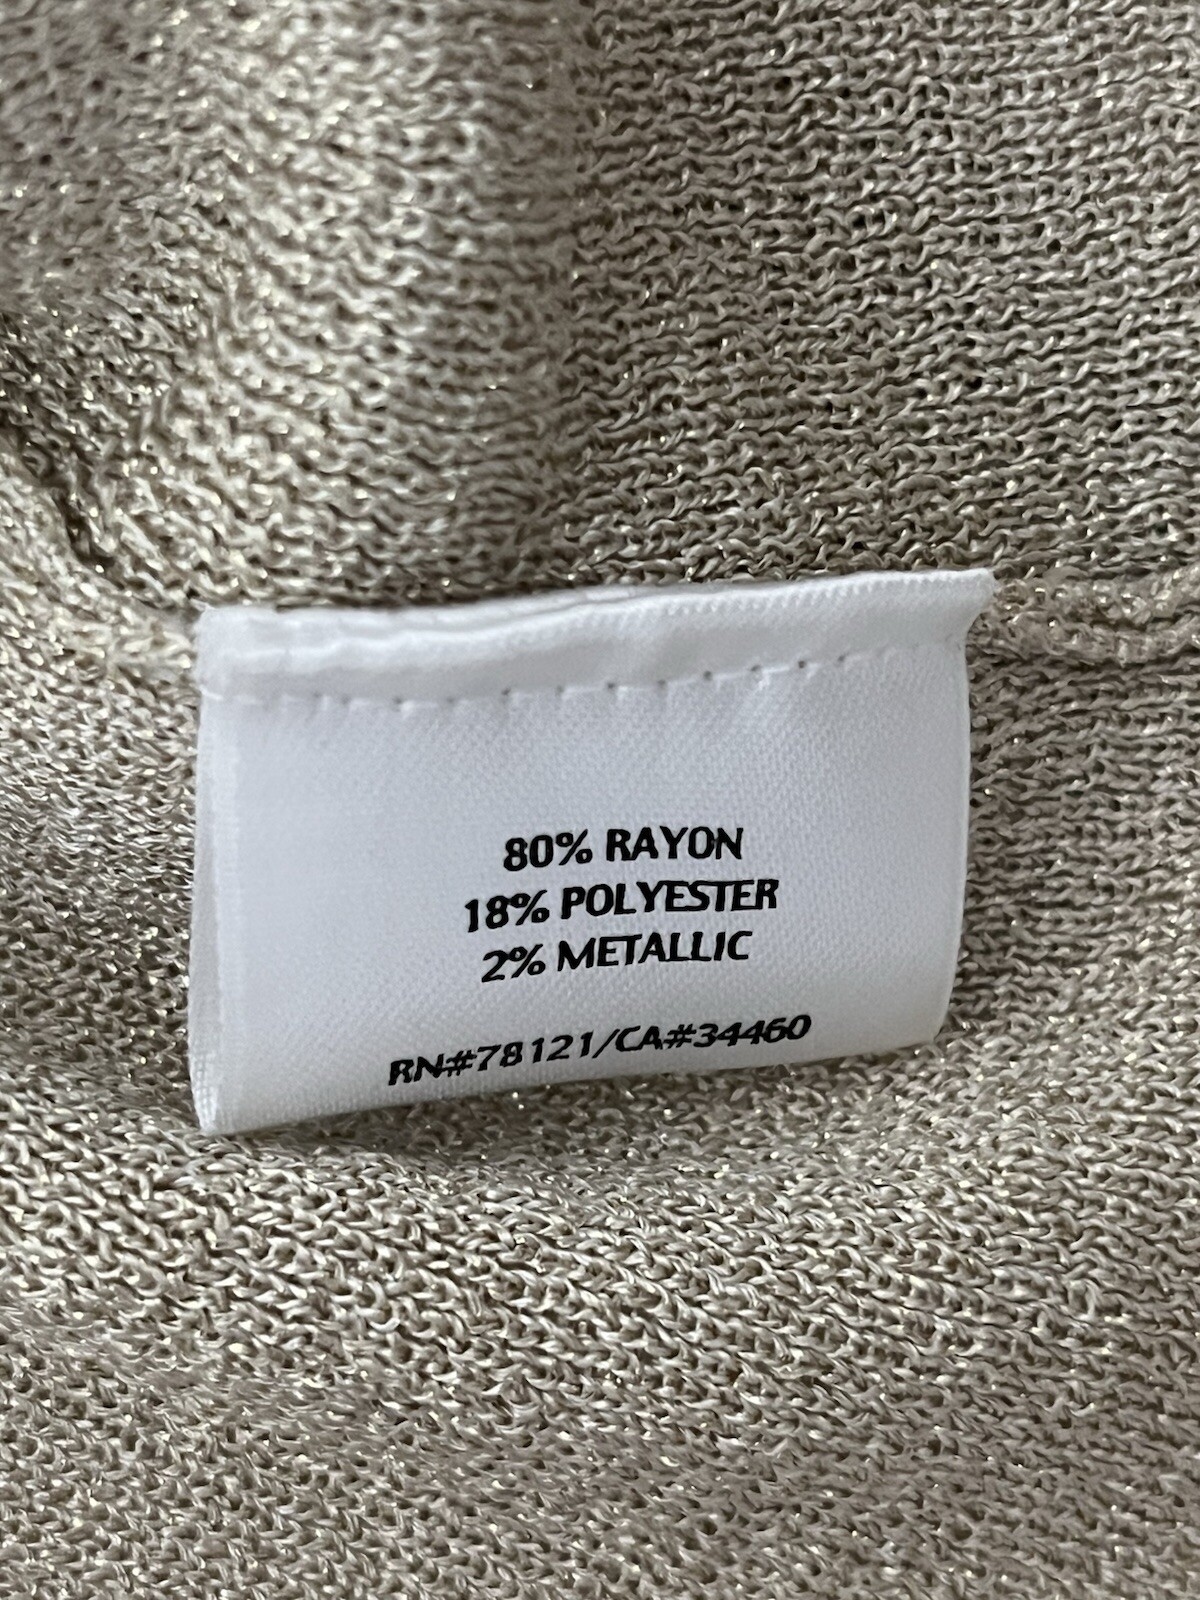 80% RAYON
18% POLYESTER
2% METALLIC
RN#78121/CA#34460